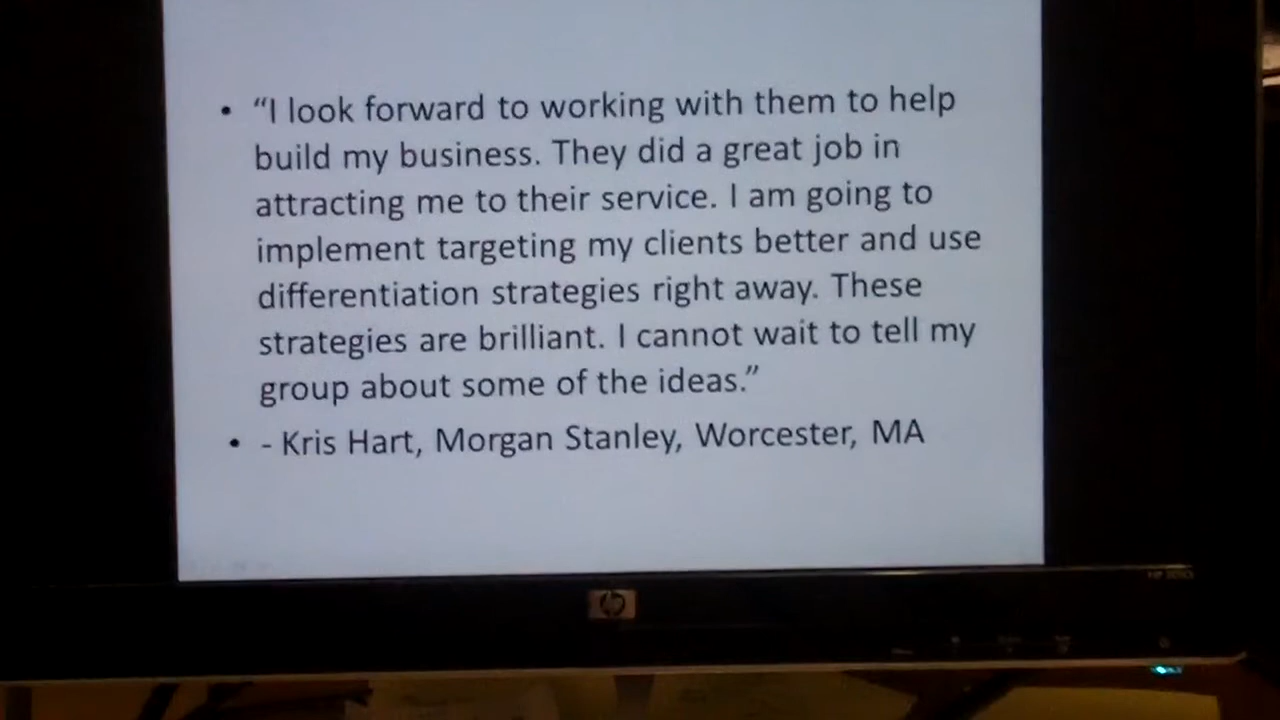 • “I look forward to working with them to help
build my business. They did a great job in
attracting me to their service. I am going to
implement targeting my clients better and use
differentiation strategies right away. These
strategies are brilliant. I cannot wait to tell my
group about some of the ideas.”
• - Kris Hart, Morgan Stanley, Worcester, MA
hp